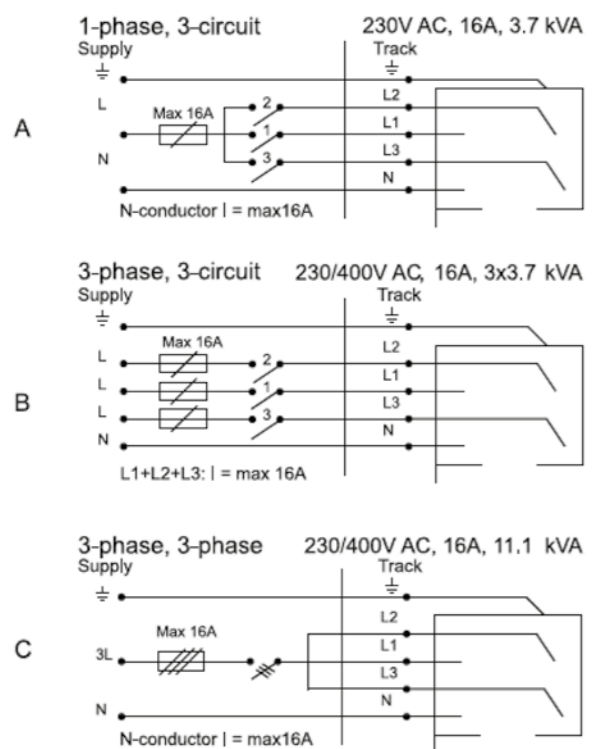 1-phase, 3-circuit 230V AC, 16A, 3.7 kVA
Supply Track
L2
L Max 16A 2
L1
A 1
L3
N 3
N
N-conductor I = max16A
3-phase, 3-circuit 230/400V AC, 16A, 3x3.7 kVA
Supply Track
Max 16A L2
L 2
L1
L 1
B L3
L 3
N N
L1+L2+L3: I = max 16A
3-phase, 3-phase 230/400V AC, 16A, 11.1 kVA
Supply Track
L2
Max 16A
L1
C 3L
L3
N N
N-conductor I = max16A